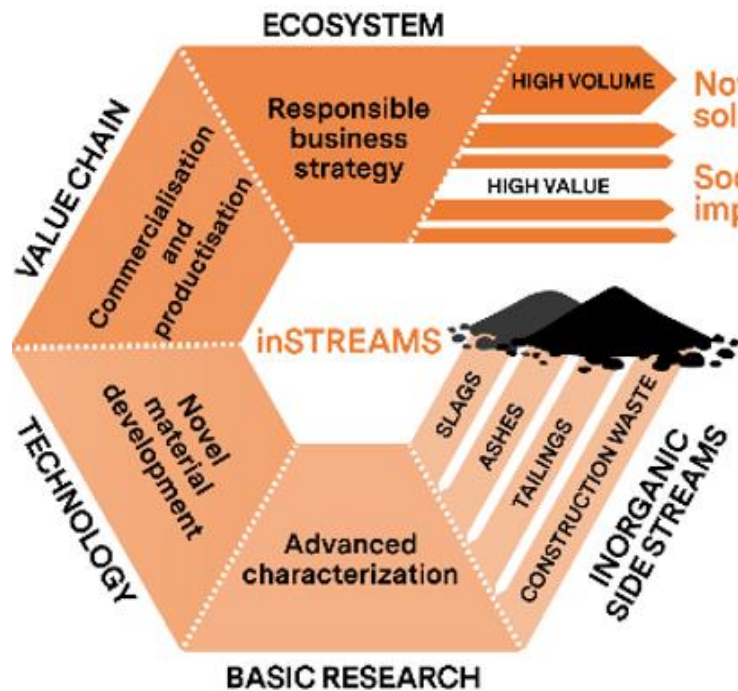 ECOSYSTEM
HIGH VOLUME
Responsible
business
strategy
HIGH VALUE
VALUE CHAIN
Commercialisation
and
productisation
inSTREAMS
SLAGS
ASHES
TAILINGS
CONSTRUCTION WASTE
INORGANIC
SIDE STREAMS
TECHNOLOGY
Novel
material
development
Advanced
characterization
BASIC RESEARCH